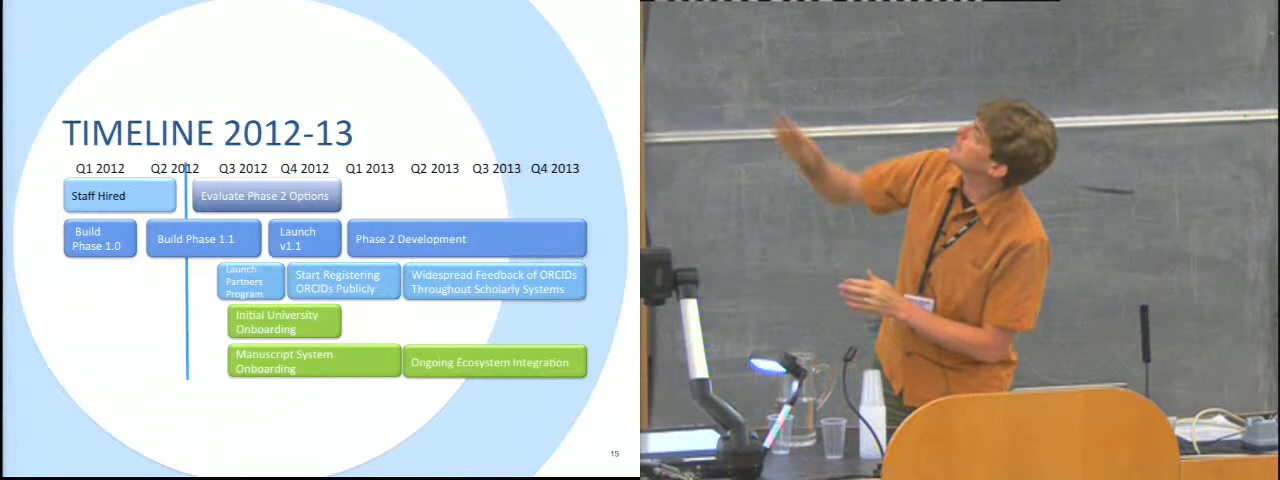 TIMELINE 2012-13
Q1 2012 Q2 2012 Q3 2012 Q4 2012 Q1 2013 Q2 2013 Q3 2013 Q4 2013
Staff Hired
Evaluate Phase 2 Options
Build
Phase 1.0
Build Phase 1.1
Launch
v1.1
Phase 2 Development
Launch
Partners
Program
Start Registering
ORCIDs Publicly
Widespread Feedback of ORCIDs
Throughout Scholarly Systems
Initial University
Onboarding
Manuscript System
Onboarding
Ongoing Ecosystem Integration
15